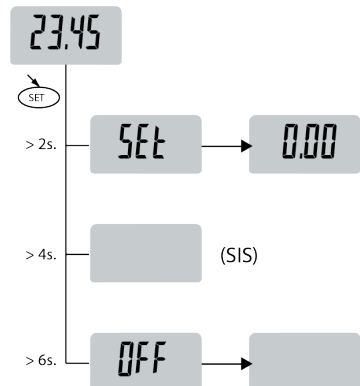 23.45
SET
> 2s. SEt 0.00
> 4s. (SIS)
> 6s. OFF